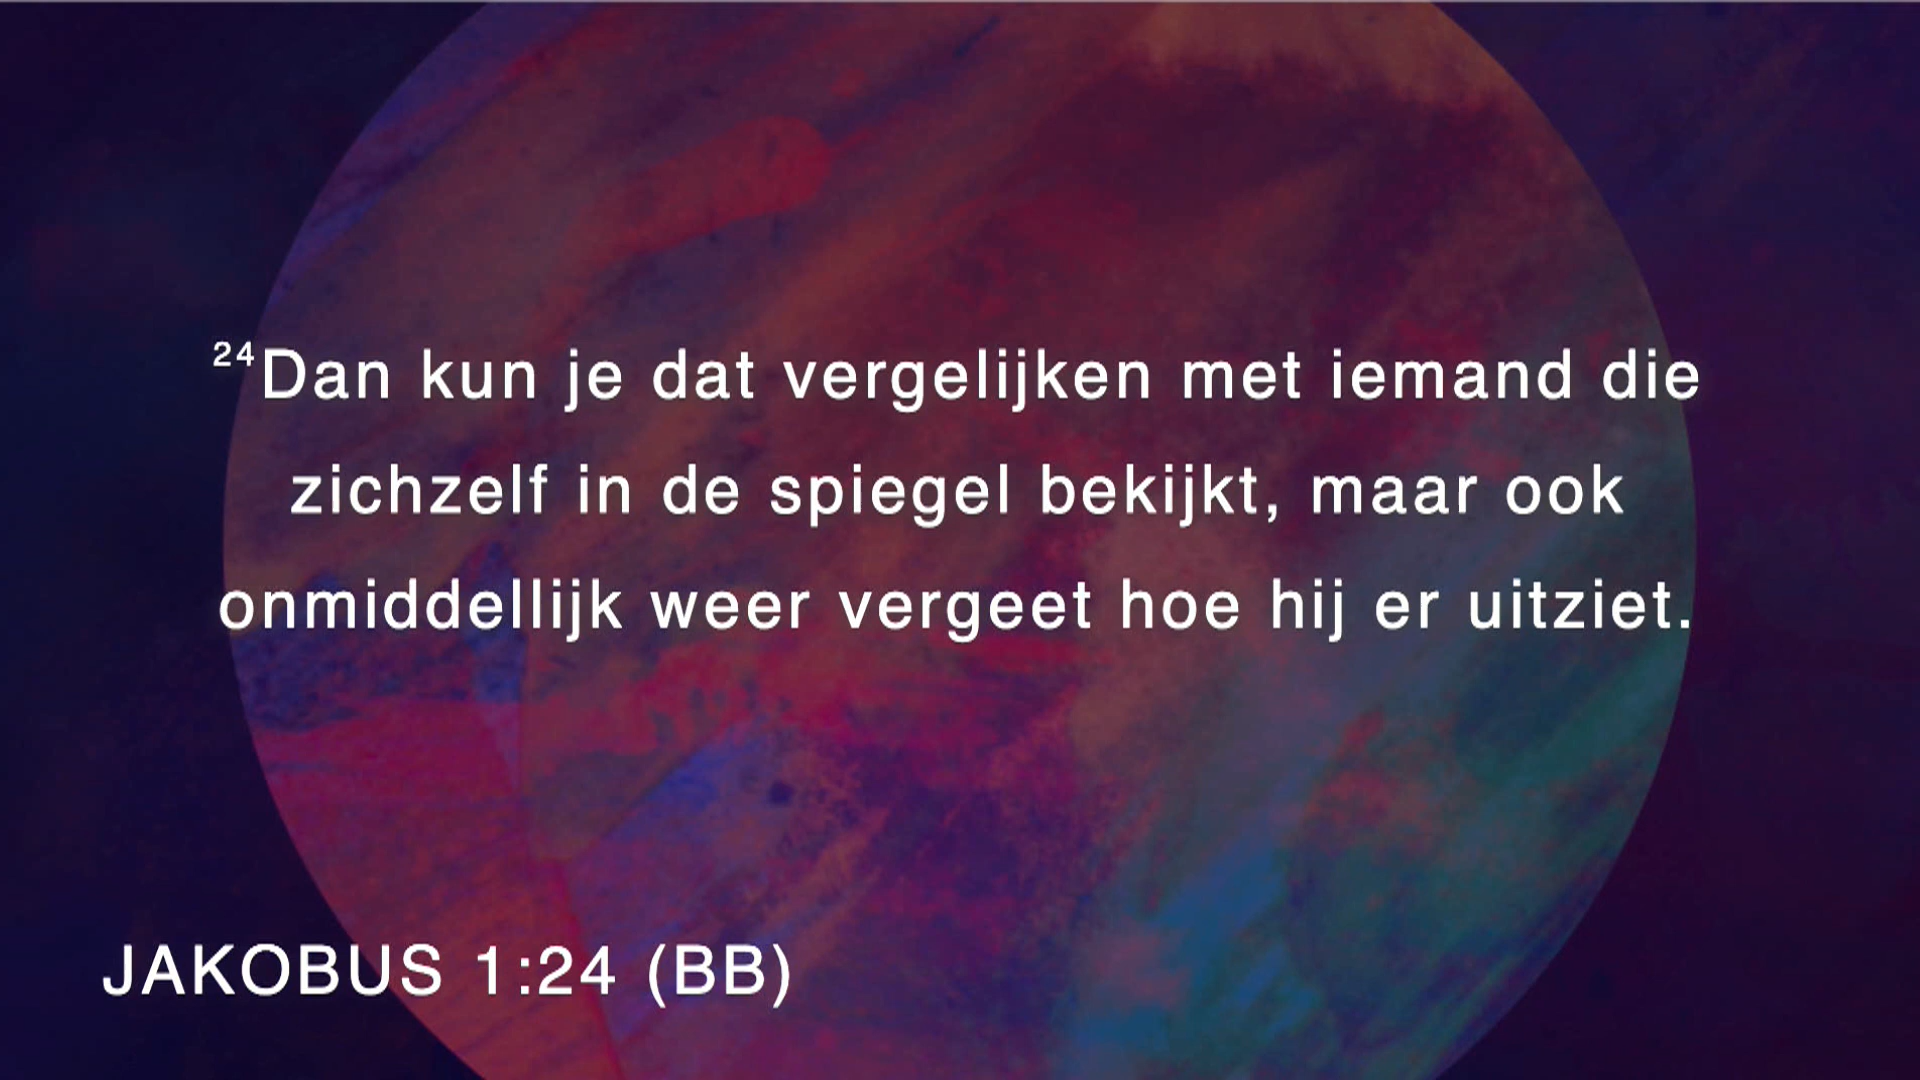 ²⁴Dan kun je dat vergelijken met iemand die
zichzelf in de spiegel bekijkt, maar ook
onmiddellijk weer vergeet hoe hij er uitziet.
JAKOBUS 1:24 (BB)